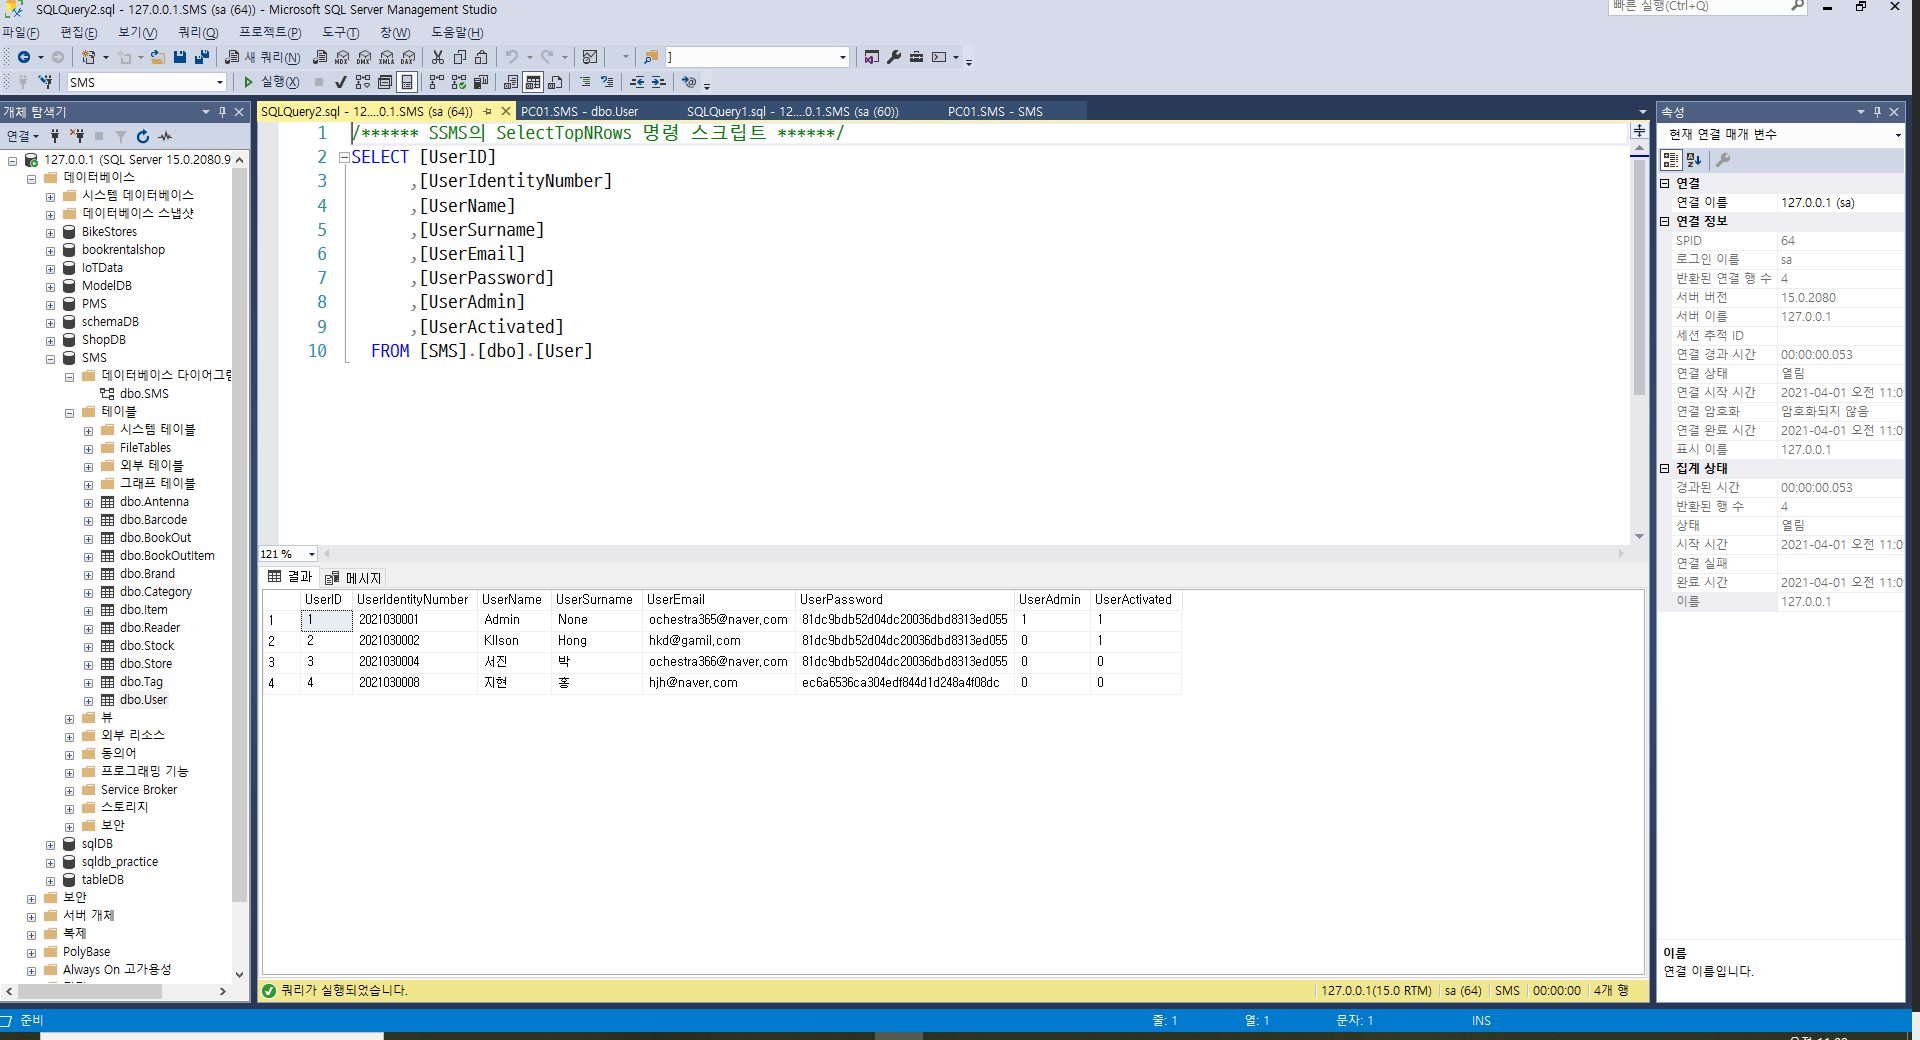 SQLQuery2.sql - 127.0.0.1.SMS (sa (64)) - Microsoft SQL Server Management Studio
빠른 실행(Ctrl+Q)
파일(F) 편집(E) 보기(V) 쿼리(Q) 프로젝트(P) 도구(T) 창(W) 도움말(H)
새 쿼리(N) MDX DMX XMLA DAX ]
SMS 실행(X)
개체 탐색기
연결
127.0.0.1 (SQL Server 15.0.2080.9
데이터베이스
시스템 데이터베이스
데이터베이스 스냅샷
BikeStores
bookrentalshop
IoTData
ModelDB
PMS
schemaDB
ShopDB
SMS
데이터베이스 다이어그램
dbo.SMS
테이블
시스템 테이블
FileTables
외부 테이블
그래프 테이블
dbo.Antenna
dbo.Barcode
dbo.BookOut
dbo.BookOutItem
dbo.Brand
dbo.Category
dbo.Item
dbo.Reader
dbo.Stock
dbo.Store
dbo.Tag
dbo.User
뷰
외부 리소스
동의어
프로그래밍 기능
Service Broker
스토리지
보안
sqlDB
sqldb_practice
tableDB
보안
서버 개체
복제
PolyBase
Always On 고가용성
SQLQuery2.sql - 12....0.1.SMS (sa (64)) PC01.SMS - dbo.User SQLQuery1.sql - 12....0.1.SMS (sa (60)) PC01.SMS - SMS
1 /****** SSMS의 SelectTopNRows 명령 스크립트 ******/
2 SELECT [UserID]
3 ,[UserIdentityNumber]
4 ,[UserName]
5 ,[UserSurname]
6 ,[UserEmail]
7 ,[UserPassword]
8 ,[UserAdmin]
9 ,[UserActivated]
10 FROM [SMS].[dbo].[User]
121 %
결과 메시지
UserID UserIdentityNumber UserName UserSurname UserEmail UserPassword UserAdmin UserActivated
1 1 2021030001 Admin None ochestra365@naver.com 81dc9bdb52d04dc20036dbd8313ed055 1 1
2 2 2021030002 KIlson Hong hkd@gamil.com 81dc9bdb52d04dc20036dbd8313ed055 0 1
3 3 2021030004 서진 박 ochestra366@naver.com 81dc9bdb52d04dc20036dbd8313ed055 0 0
4 4 2021030008 지현 홍 hjh@naver.com ec6a6536ca304edf844d1d248a4f08dc 0 0
쿼리가 실행되었습니다. 127.0.0.1(15.0 RTM) sa (64) SMS 00:00:00 4개 행
속성
현재 연결 매개 변수
연결
연결 이름 127.0.0.1 (sa)
연결 정보
SPID 64
로그인 이름 sa
반환된 연결 행 수 4
서버 버전 15.0.2080
서버 이름 127.0.0.1
세션 추적 ID
연결 경과 시간 00:00:00.053
연결 상태 열림
연결 시작 시간 2021-04-01 오전 11:0
연결 암호화 암호화되지 않음
연결 완료 시간 2021-04-01 오전 11:0
표시 이름 127.0.0.1
집계 상태
경과된 시간 00:00:00.053
반환된 행 수 4
상태 열림
시작 시간 2021-04-01 오전 11:0
연결 실패
완료 시간 2021-04-01 오전 11:0
이름 127.0.0.1
이름
연결 이름입니다.
준비 줄: 1 열: 1 문자: 1 INS